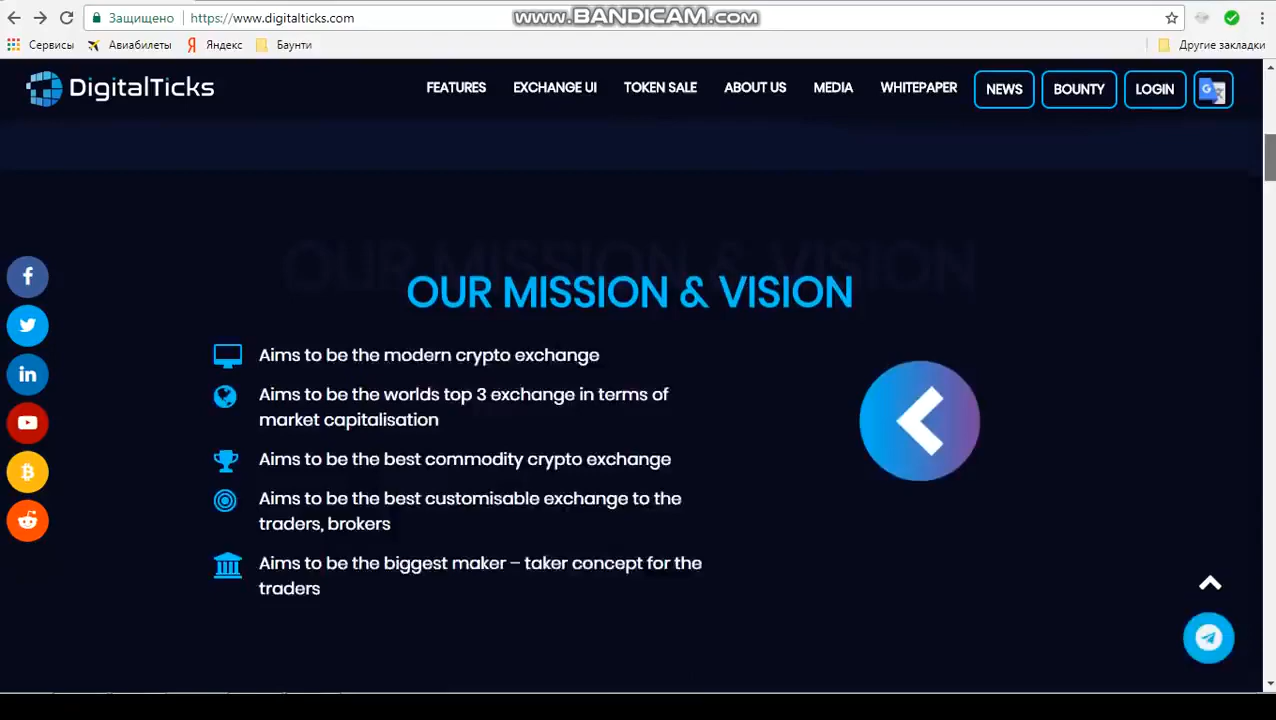 www.BANDICAM.com
Защищено https://www.digitalticks.com
Сервисы Авиабилеты Яндекс Баунти Другие закладки
DigitalTicks FEATURES EXCHANGE UI TOKEN SALE ABOUT US MEDIA WHITEPAPER NEWS BOUNTY LOGIN
OUR MISSION & VISION
OUR MISSION & VISION
Aims to be the modern crypto exchange
Aims to be the worlds top 3 exchange in terms of
market capitalisation
Aims to be the best commodity crypto exchange
Aims to be the best customisable exchange to the
traders, brokers
Aims to be the biggest maker – taker concept for the
traders